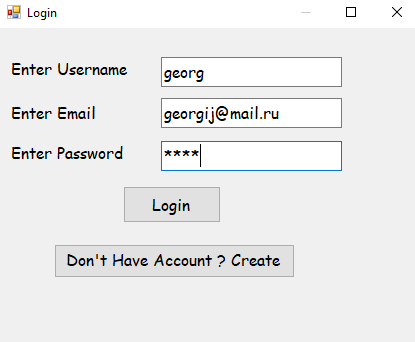 Login
Enter Username georg
Enter Email georgij@mail.ru
Enter Password ****
Login
Don't Have Account ? Create